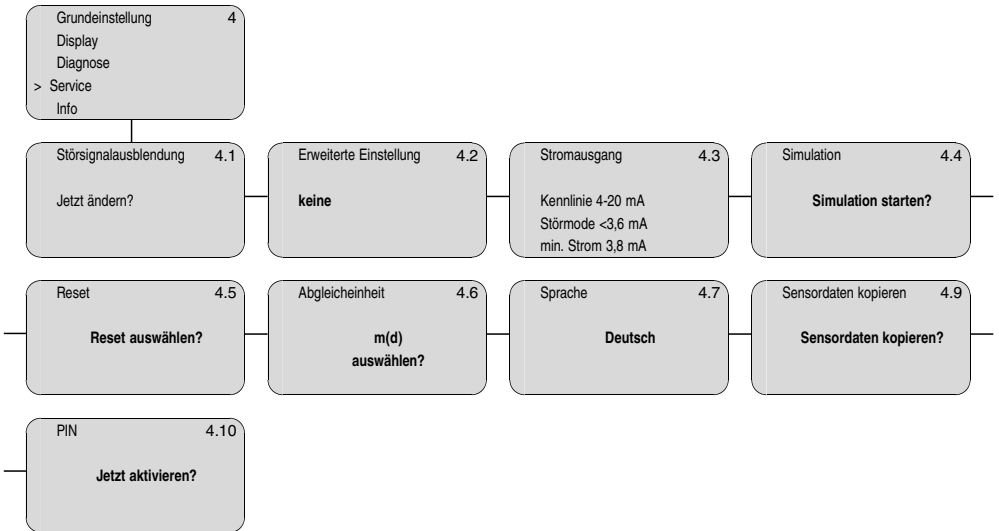 Grundeinstellung 4
Display
Diagnose
> Service
Info
Störsignalausblendung 4.1
Jetzt ändern?
Erweiterte Einstellung 4.2
keine
Stromausgang 4.3
Kennlinie 4-20 mA
Störmode <3,6 mA
min. Strom 3,8 mA
Simulation 4.4
Simulation starten?
Reset 4.5
Reset auswählen?
Abgleicheinheit 4.6
m(d)
auswählen?
Sprache 4.7
Deutsch
Sensordaten kopieren 4.9
Sensordaten kopieren?
PIN 4.10
Jetzt aktivieren?